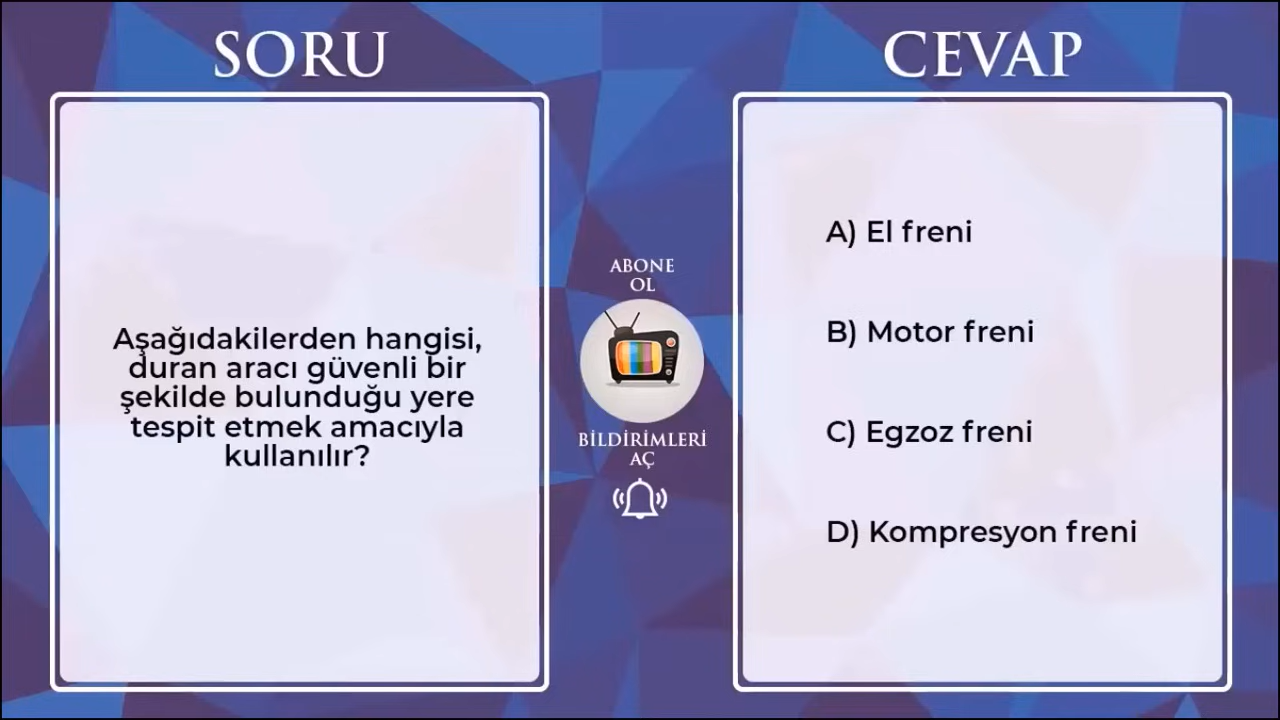 SORU
Aşağıdakilerden hangisi,
duran aracı güvenli bir
şekilde bulunduğu yere
tespit etmek amacıyla
kullanılır?
ABONE
OL
BİLDİRİMLERİ
AÇ
CEVAP
A) El freni
B) Motor freni
C) Egzoz freni
D) Kompresyon freni